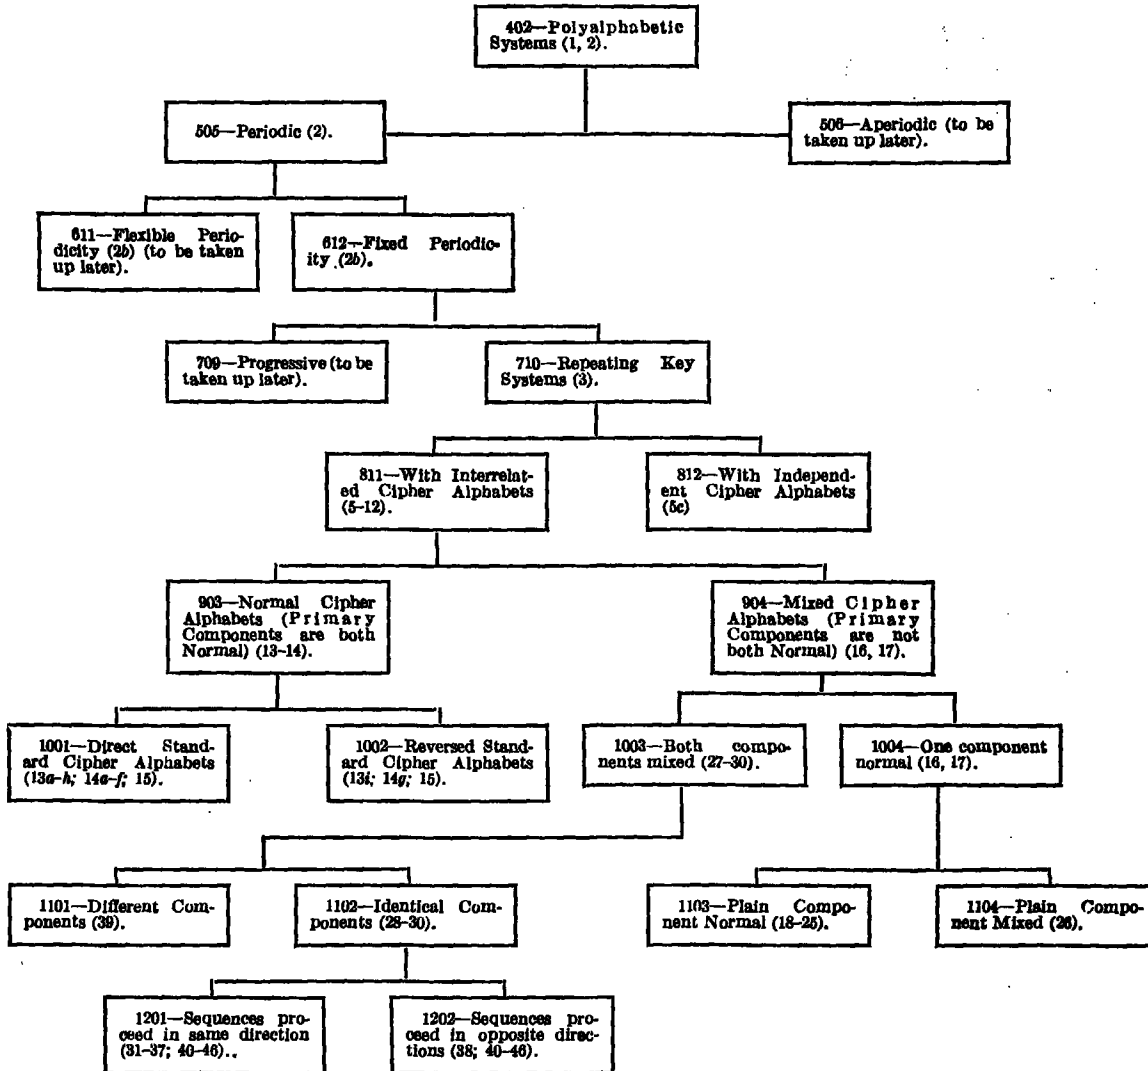 402—Polyalphabetic
Systems (1, 2).
505—Periodic (2).
506—Aperiodic (to be
taken up later).
611—Flexible Perio-
dicity (2b) (to be taken
up later).
612—Fixed Periodic-
ity (2b).
709—Progressive (to be
taken up later).
710—Repeating Key
Systems (3).
811—With Interrelat-
ed Cipher Alphabets
(5-12).
812—With Independ-
ent Cipher Alphabets
(5c)
903—Normal Cipher
Alphabets (Primary
Components are both
Normal) (13-14).
904—Mixed Cipher
Alphabets (Primary
Components are not
both Normal) (16, 17).
1001—Direct Stand-
ard Cipher Alphabets
(13a-h; 14a-f; 15).
1002—Reversed Stand-
ard Cipher Alphabets
(13i; 14g; 15).
1003—Both compo-
nents mixed (27-30).
1004—One component
normal (16, 17).
1101—Different Com-
ponents (39).
1102—Identical Com-
ponents (28-30).
1103—Plain Compo-
nent Normal (18-25).
1104—Plain Compo-
nent Mixed (26).
1201—Sequences pro-
ceed in same direction
(31-37; 40-46)..
1202—Sequences pro-
ceed in opposite direc-
tions (38; 40-46).